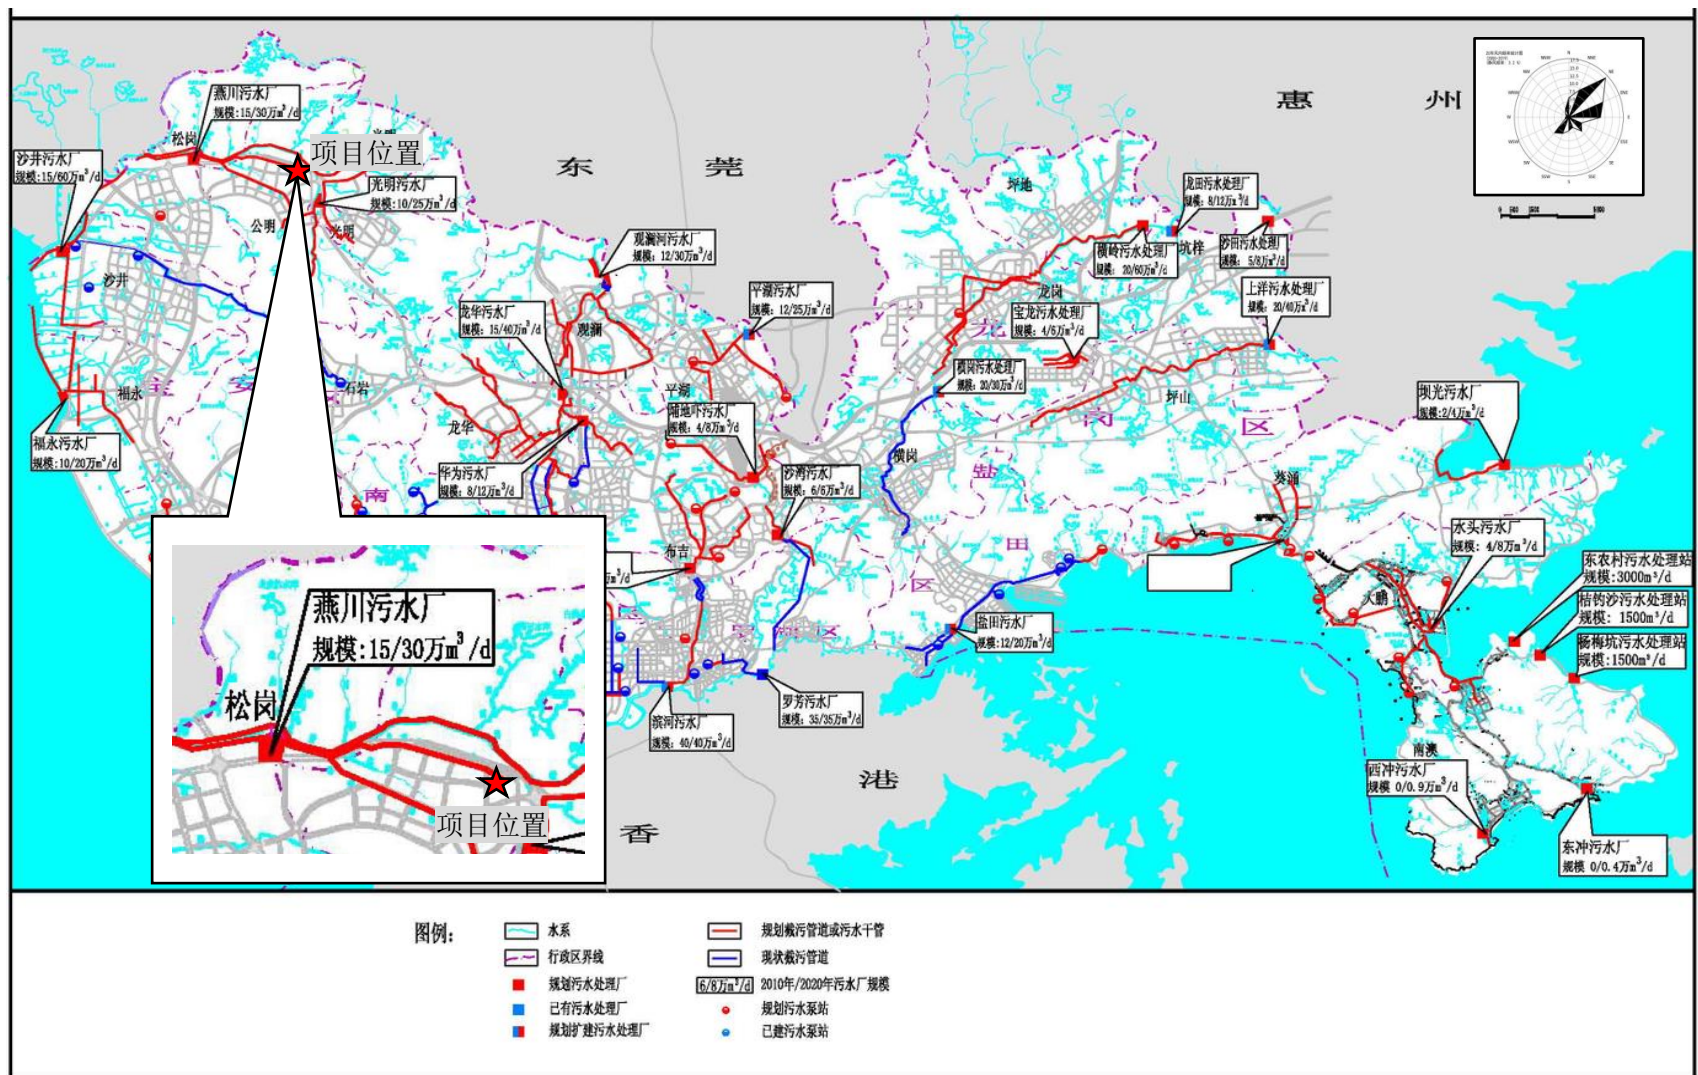 惠 州
东 莞
燕川污水厂
规模:15/30万m³/d
松岗
项目位置
沙井污水厂
规模:15/60万m³/d
光明污水厂
规模:10/25万m³/d
公明
光明
沙井
观澜河污水厂
规模: 12/30万m³/d
龙华污水厂
规模: 15/40万m³/d
观澜
平湖污水厂
规模: 12/25万m³/d
坪地
龙田污水处理厂
规模: 8/12万m³/d
横岭污水处理厂
规模: 20/60万m³/d
坑梓
沙田污水处理厂
规模: 5/8万m³/d
龙岗
宝龙污水处理厂
规模: 4/6万m³/d
上洋污水处理厂
规模: 20/40万m³/d
横岗污水处理厂
规模: 20/30万m³/d
宝 安
龙
岗
区
福永
石岩
平湖
坪山
坝光污水厂
规模:2/4万m³/d
福永污水厂
规模:10/20万m³/d
龙华
埔地吓污水厂
规模: 4/8万m³/d
华为污水厂
规模: 8/12万m³/d
沙湾污水厂
规模: 6/6万m³/d
横岗
盐
田
区
南
葵涌
布吉
水头污水厂
规模: 4/8万m³/d
东农村污水处理站
规模:3000m³/d
桔钓沙污水处理站
规模: 1500m³/d
杨梅坑污水处理站
规模:1500m³/d
大鹏
盐田污水厂
规模:12/20万m³/d
罗 湖 区
罗芳污水厂
规模: 35/35万m³/d
滨河污水厂
规模: 40/40万m³/d
南澳
西冲污水厂
规模 0/0.9万m³/d
东冲污水厂
规模 0/0.4万m³/d
香 港
燕川污水厂
规模:15/30万m³/d
松岗
项目位置
图例:
水系
行政区界线
规划污水处理厂
已有污水处理厂
规划扩建污水处理厂
规划截污管道或污水干管
现状截污管道
6/8万m³/d 2010年/2020年污水厂规模
规划污水泵站
已建污水泵站